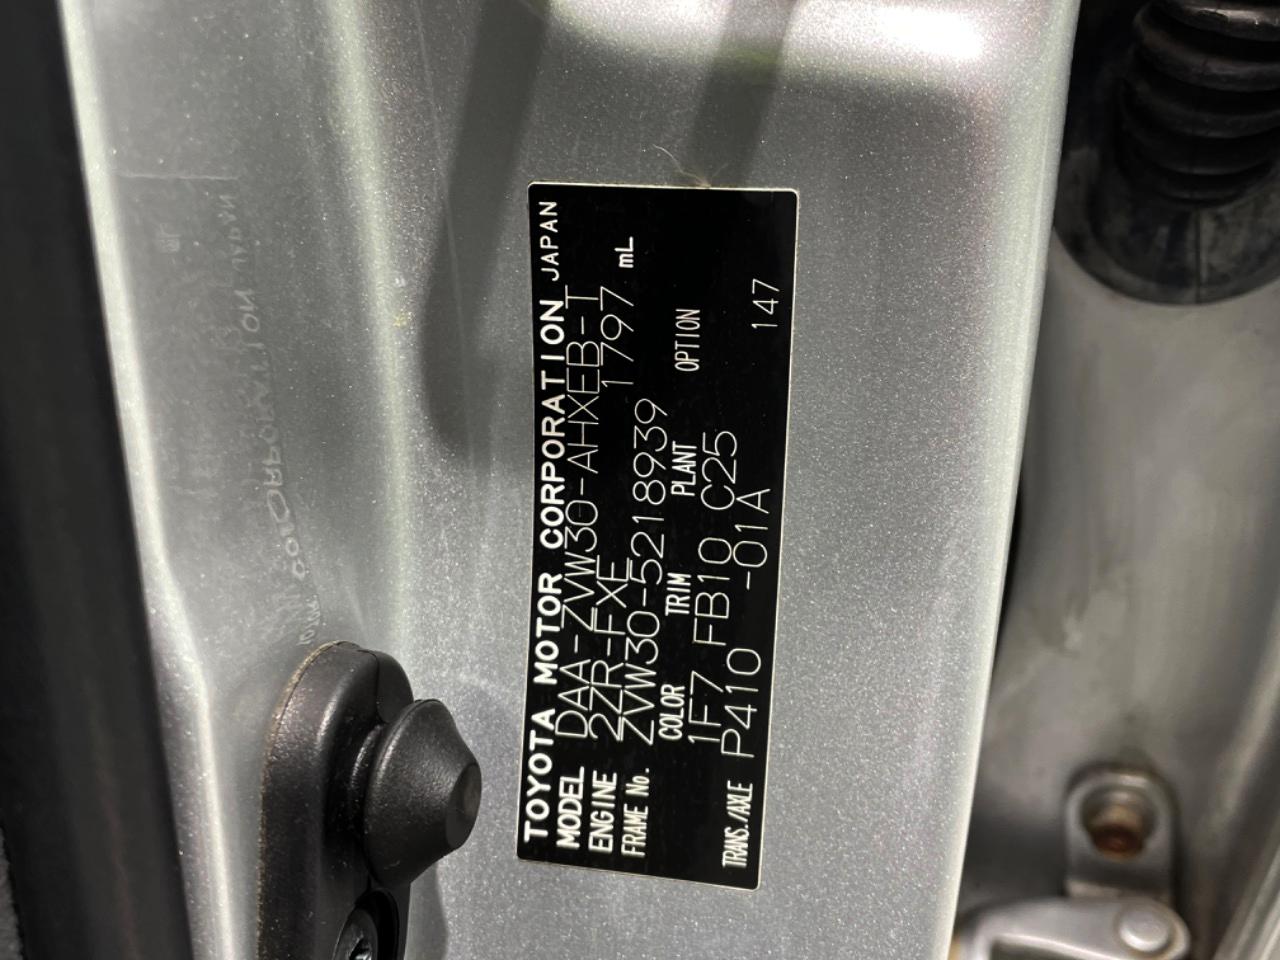 TOYOTA MOTOR CORPORATION JAPAN
MODEL DAA-ZVW30-AHXEB-T
ENGINE 2ZR-FXE 1797 mL
FRAME No. ZVW30-5218939
COLOR TRIM PLANT OPTION
1F7 FB10 C25
TRANS./AXLE P410 -01A 147